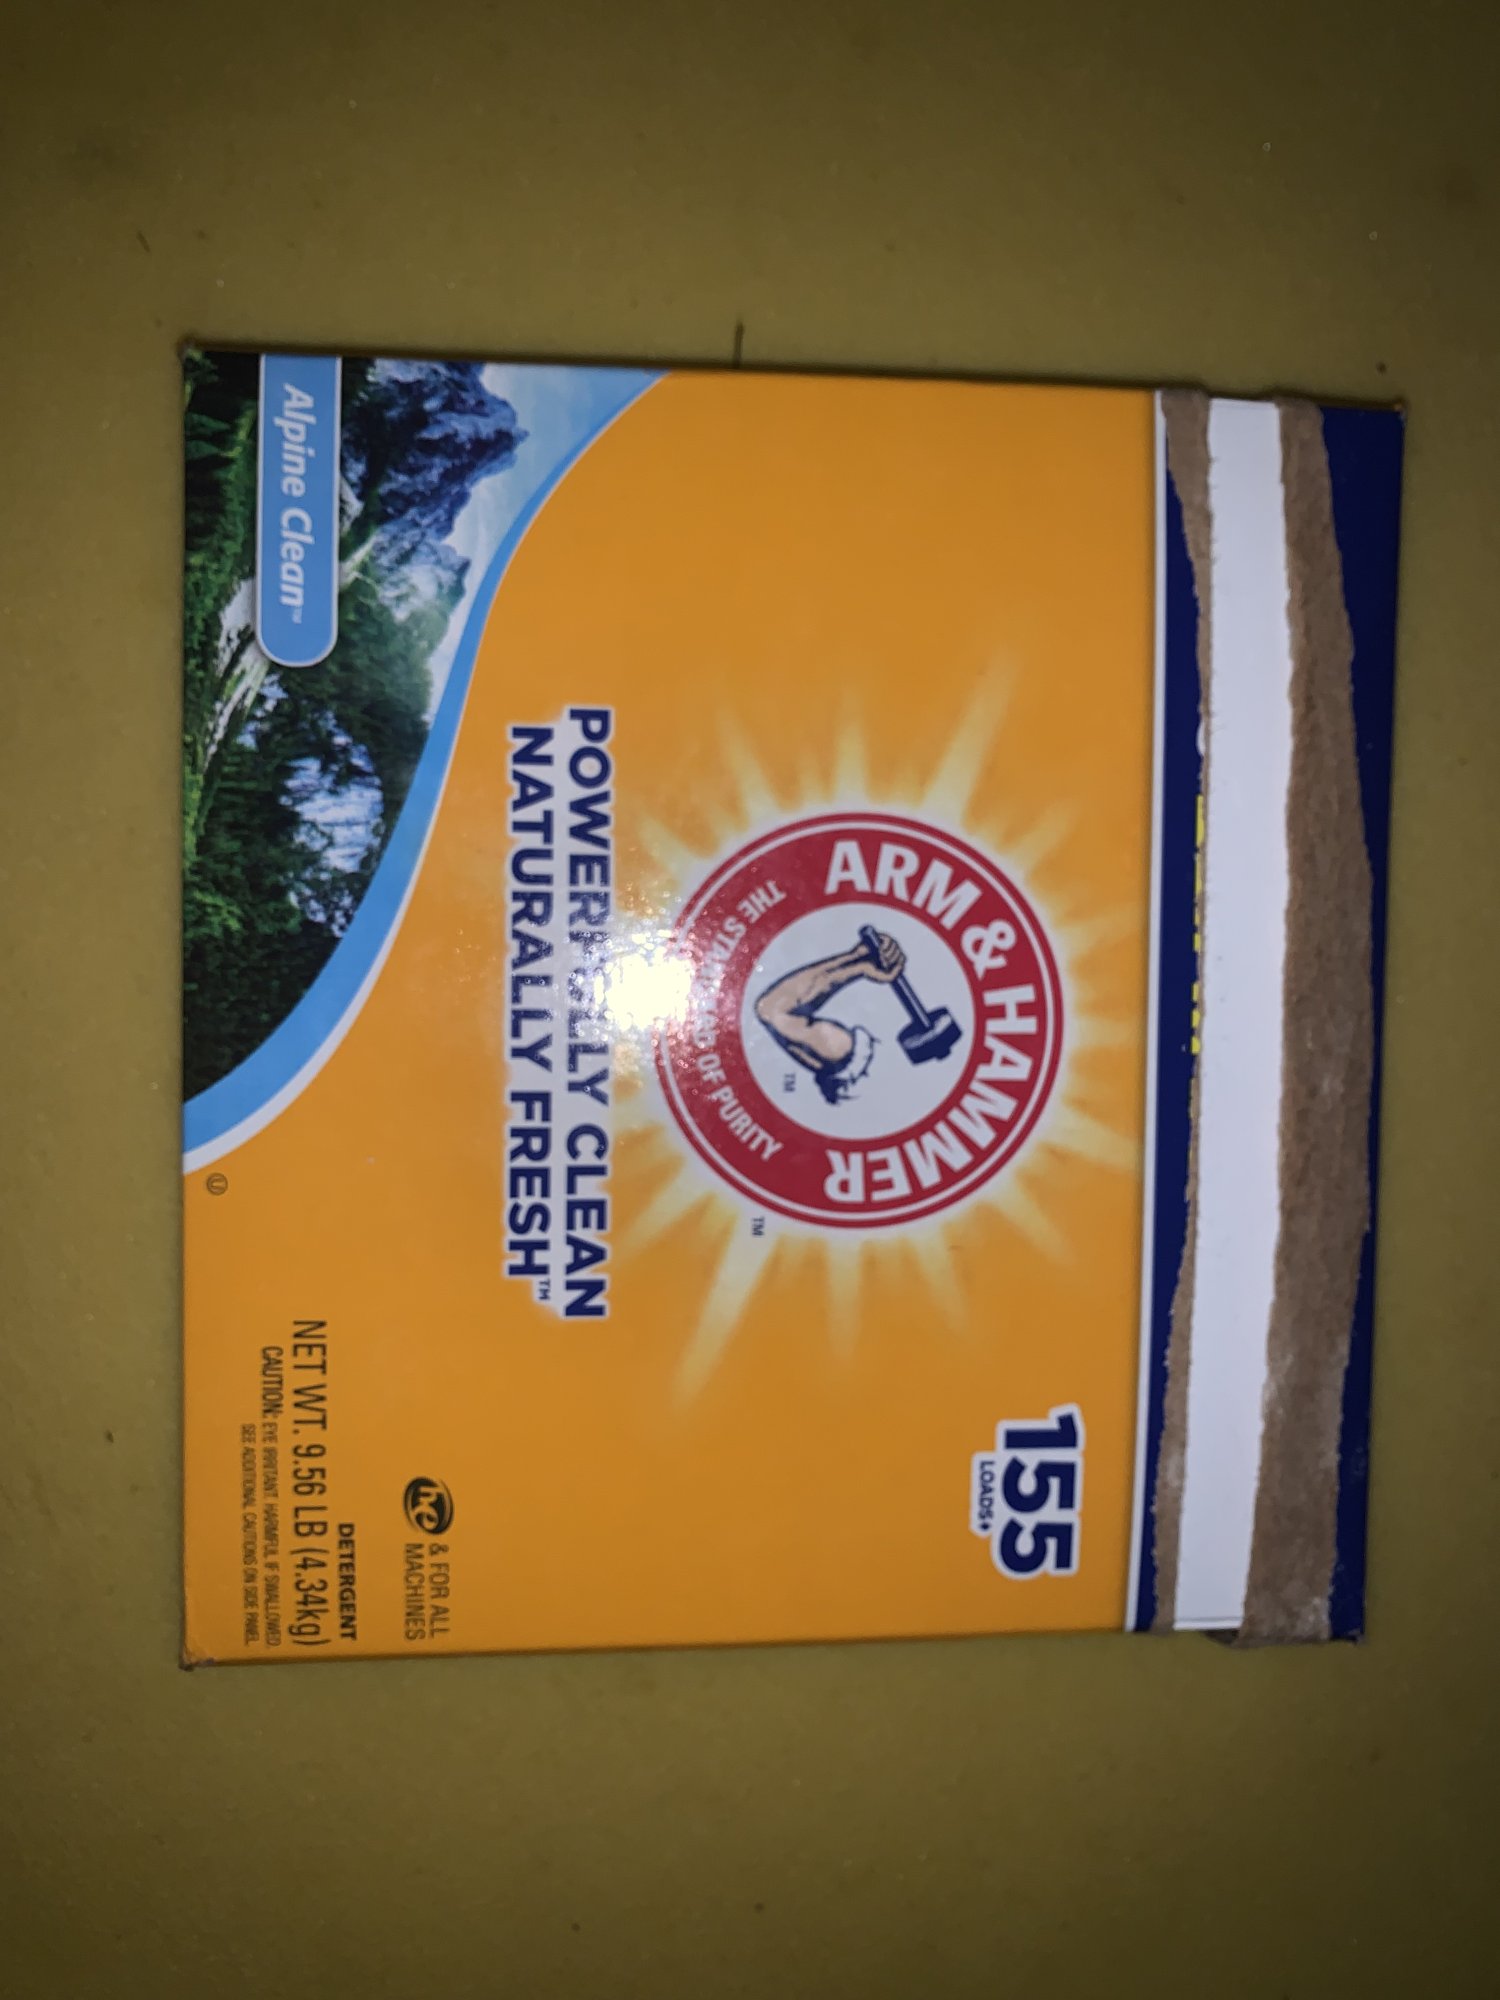 155
LOADS♦
ARM & HAMMER
THE STANDARD OF PURITY
TM
TM
POWERFULLY CLEAN
NATURALLY FRESH™
Alpine Clean™
he & FOR ALL
MACHINES
DETERGENT
NET WT. 9.56 LB (4.34kg)
CAUTION: EYE IRRITANT. HARMFUL IF SWALLOWED.
SEE ADDITIONAL CAUTIONS ON SIDE PANEL.
U